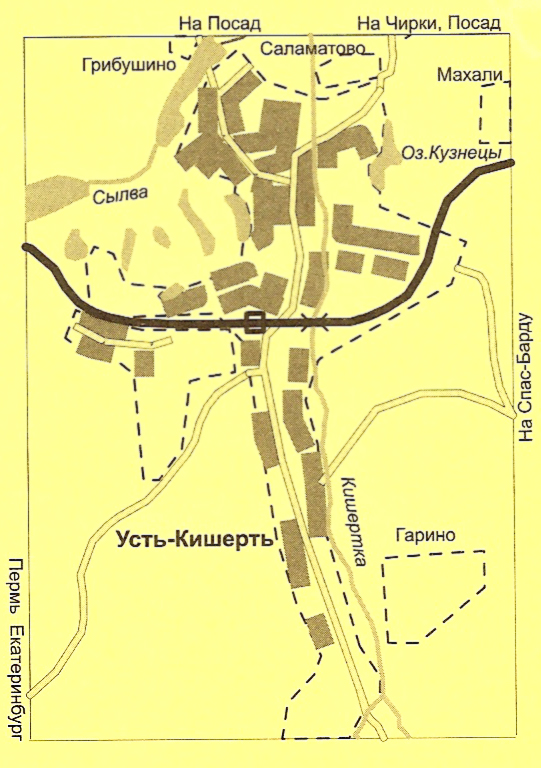 На Посад
На Чирки, Посад
Грибушино
Саламатово
Махали
Оз.Кузнецы
Сылва
На Спас-Барду
Кишертка
Усть-Кишерть
Гарино
Пермь Екатеринбург